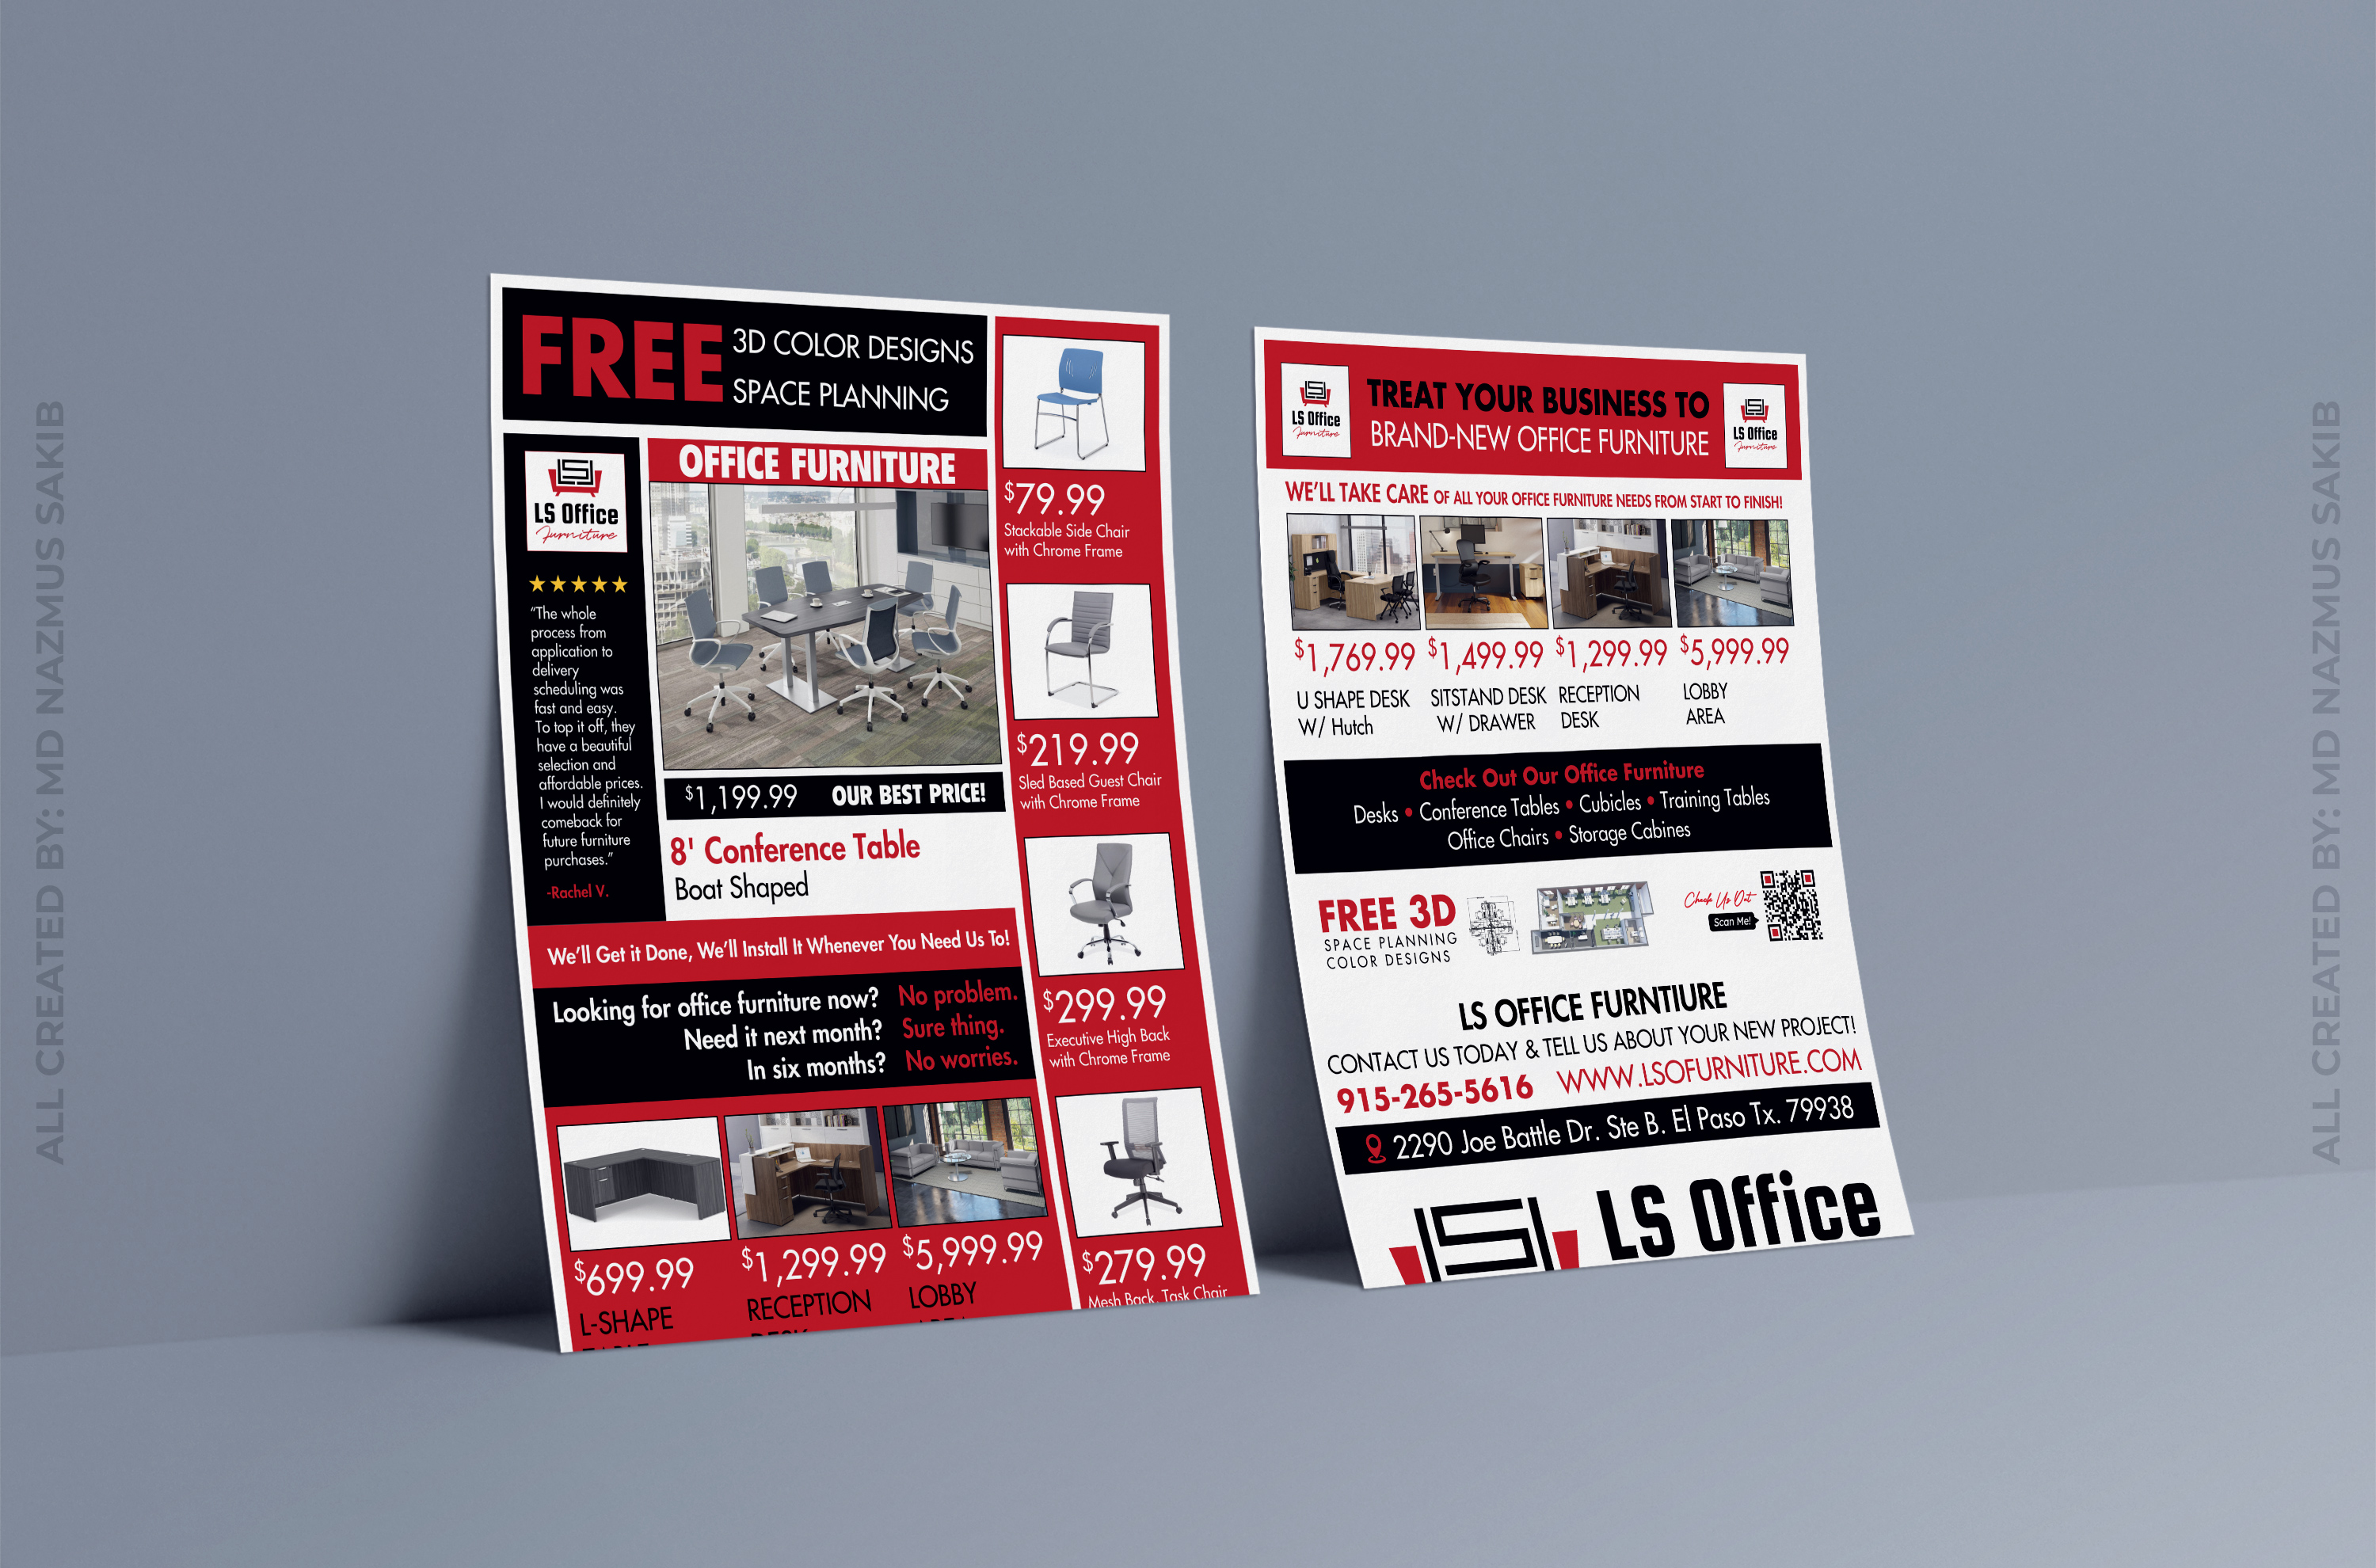 ALL CREATED BY: MD NAZMUS SAKIB
FREE
3D COLOR DESIGNS
SPACE PLANNING
LS Office
Furniture
"The whole
process from
application to
delivery
scheduling was
fast and easy.
To top it off, they
have a beautiful
selection and
affordable prices.
I would definitely
comeback for
future furniture
purchases."
-Rachel V.
OFFICE FURNITURE
$1,199.99 OUR BEST PRICE!
8' Conference Table
Boat Shaped
We'll Get it Done, We'll Install It Whenever You Need Us To!
Looking for office furniture now? No problem.
Need it next month? Sure thing.
In six months? No worries.
$699.99
L-SHAPE
$1,299.99
RECEPTION
$5,999.99
LOBBY
$79.99
Stackable Side Chair
with Chrome Frame
$219.99
Sled Based Guest Chair
with Chrome Frame
$299.99
Executive High Back
with Chrome Frame
$279.99
Mesh Back, Task Chair
LS Office
Furniture
TREAT YOUR BUSINESS TO
BRAND-NEW OFFICE FURNITURE
LS Office
Furniture
WE'LL TAKE CARE OF ALL YOUR OFFICE FURNITURE NEEDS FROM START TO FINISH!
$1,769.99
U SHAPE DESK
W/ Hutch
$1,499.99
SITSTAND DESK
W/ DRAWER
$1,299.99
RECEPTION
DESK
$5,999.99
LOBBY
AREA
Check Out Our Office Furniture
Desks • Conference Tables • Cubicles • Training Tables
Office Chairs • Storage Cabines
FREE 3D
SPACE PLANNING
COLOR DESIGNS
Check Us Out
Scan Me!
LS OFFICE FURNTIURE
CONTACT US TODAY & TELL US ABOUT YOUR NEW PROJECT!
915-265-5616 WWW.LSOFURNITURE.COM
2290 Joe Battle Dr. Ste B. El Paso Tx. 79938
LS Office
ALL CREATED BY: MD NAZMUS SAKIB